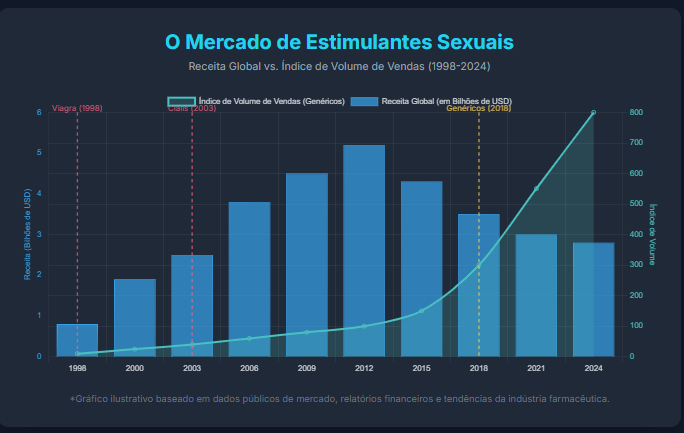 O Mercado de Estimulantes Sexuais
Receita Global vs. Índice de Volume de Vendas (1998-2024)
Índice de Volume de Vendas (Genéricos) Receita Global (em Bilhões de USD)
Viagra (1998) Cialis (2003) Genéricos (2018)
6 800
700
5
600
4
500
3 400
300
2
200
1
100
0 0
Receita (Bilhões de USD)
Índice de Volume
1998 2000 2003 2006 2009 2012 2015 2018 2021 2024
*Gráfico ilustrativo baseado em dados públicos de mercado, relatórios financeiros e tendências da indústria farmacêutica.